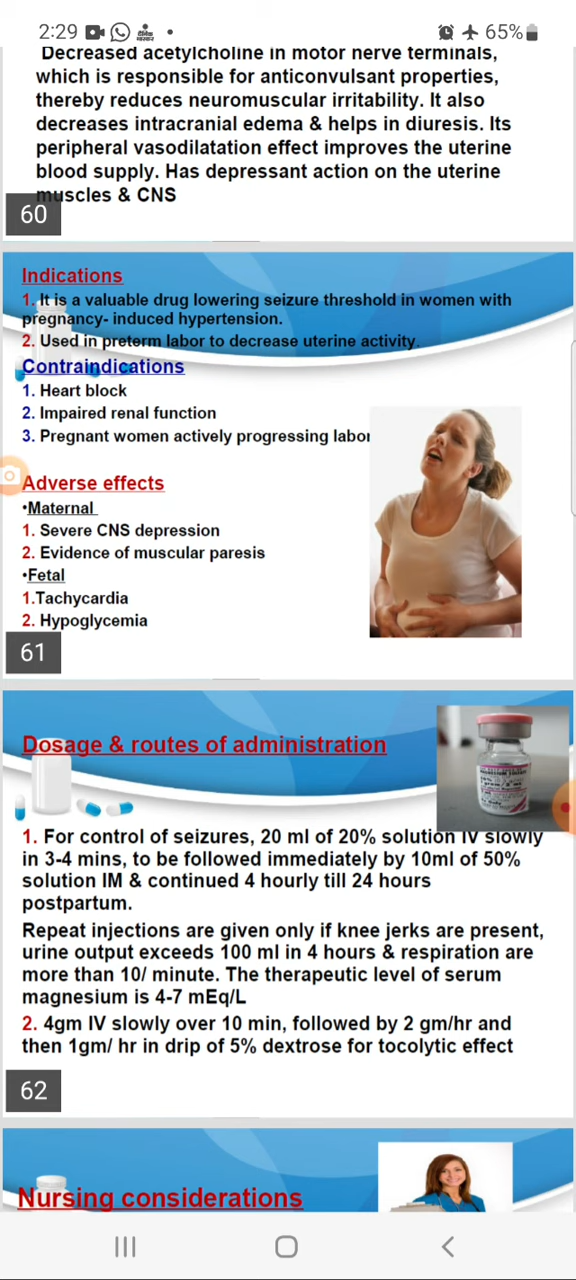 2:29
65%
Decreased acetylcholine in motor nerve terminals,
which is responsible for anticonvulsant properties,
thereby reduces neuromuscular irritability. It also
decreases intracranial edema & helps in diuresis. Its
peripheral vasodilatation effect improves the uterine
blood supply. Has depressant action on the uterine
muscles & CNS
60
Indications
1. It is a valuable drug lowering seizure threshold in women with
pregnancy- induced hypertension.
2. Used in preterm labor to decrease uterine activity.
Contraindications
1. Heart block
2. Impaired renal function
3. Pregnant women actively progressing labor
Adverse effects
•Maternal
1. Severe CNS depression
2. Evidence of muscular paresis
•Fetal
1.Tachycardia
2. Hypoglycemia
61
Dosage & routes of administration
1. For control of seizures, 20 ml of 20% solution IV slowly
in 3-4 mins, to be followed immediately by 10ml of 50%
solution IM & continued 4 hourly till 24 hours
postpartum.
Repeat injections are given only if knee jerks are present,
urine output exceeds 100 ml in 4 hours & respiration are
more than 10/ minute. The therapeutic level of serum
magnesium is 4-7 mEq/L
2. 4gm IV slowly over 10 min, followed by 2 gm/hr and
then 1gm/ hr in drip of 5% dextrose for tocolytic effect
62
Nursing considerations